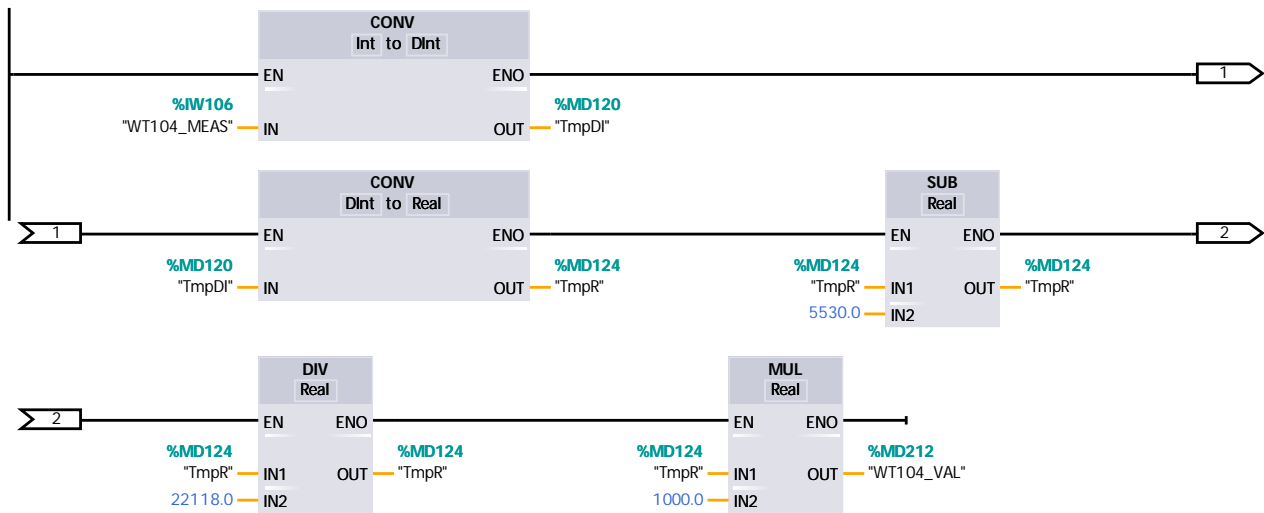 CONV
Int to DInt
EN ENO
1
%IW106 %MD120
"WT104_MEAS" IN OUT "TmpDI"
CONV SUB
DInt to Real Real
1 EN ENO EN ENO 2
%MD120 %MD124 %MD124 %MD124
"TmpDI" IN OUT "TmpR" "TmpR" IN1 OUT "TmpR"
5530.0 IN2
DIV MUL
Real Real
2 EN ENO EN ENO
%MD124 %MD124 %MD124 %MD212
"TmpR" IN1 OUT "TmpR" "TmpR" IN1 OUT "WT104_VAL"
22118.0 IN2 1000.0 IN2